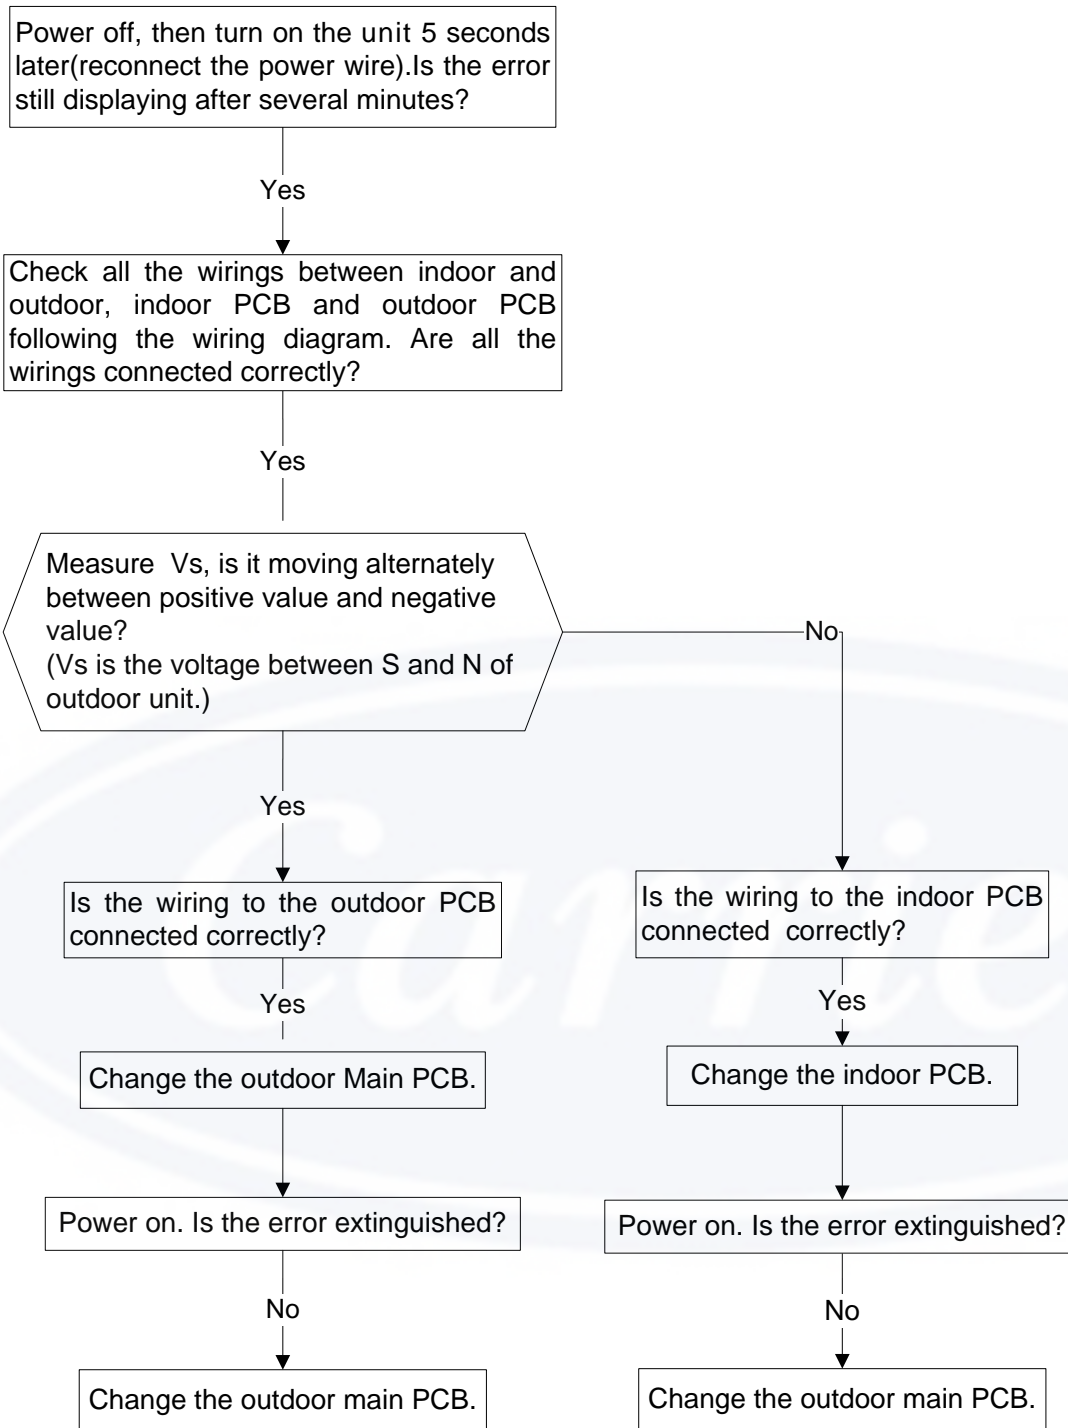 Power off, then turn on the unit 5 seconds
later(reconnect the power wire).Is the error
still displaying after several minutes?
Yes
Check all the wirings between indoor and
outdoor, indoor PCB and outdoor PCB
following the wiring diagram. Are all the
wirings connected correctly?
Yes
Measure Vs, is it moving alternately
between positive value and negative
value?
(Vs is the voltage between S and N of
outdoor unit.)
No
Yes
Is the wiring to the outdoor PCB
connected correctly?
Is the wiring to the indoor PCB
connected correctly?
Yes
Yes
Change the outdoor Main PCB.
Change the indoor PCB.
Power on. Is the error extinguished?
Power on. Is the error extinguished?
No
No
Change the outdoor main PCB.
Change the outdoor main PCB.
Carrie